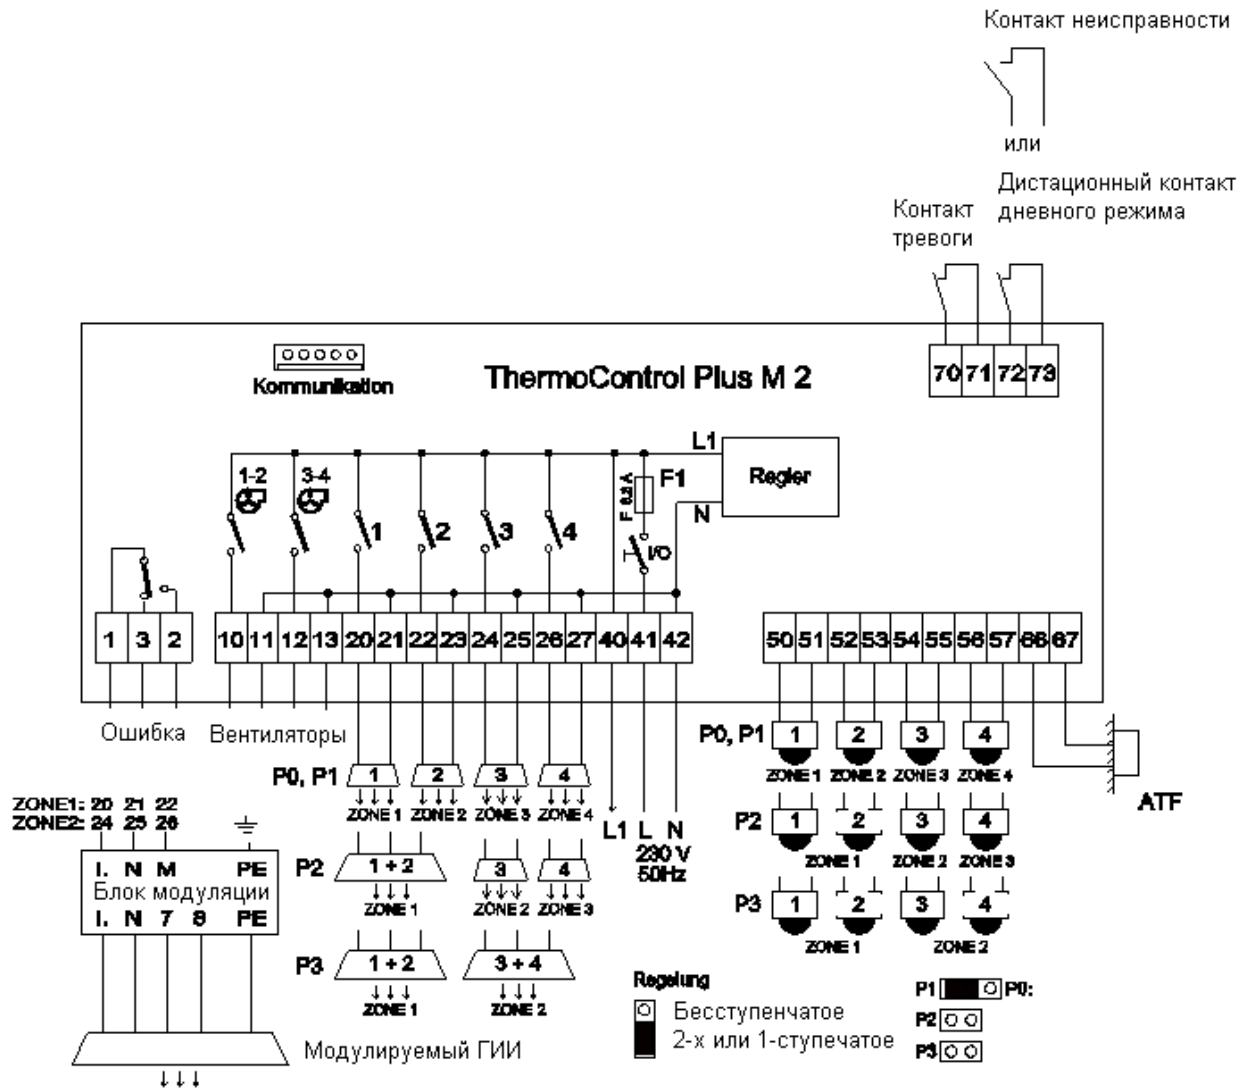 Контакт неисправности
или
Дистационный контакт
дневного режима
Контакт
тревоги
70 71 72 73
Kommunikation
ThermoControl Plus M 2
L1
Regler
N
F1
F 6.3 A
I/O
1-2
3-4
1
2
3
4
1 3 2
10 11 12 13 20 21 22 23 24 25 26 27 40 41 42
50 51 52 53 54 55 56 57 66 67
Ошибка
Вентиляторы
P0, P1
1 2 3 4
ZONE 1 ZONE 2 ZONE 3 ZONE 4
L1 L N
230 V
50Hz
P2
1 + 2
3
4
ZONE 1 ZONE 2 ZONE 3
P3
1 + 2
3 + 4
ZONE 1
ZONE 2
P0, P1
1 2 3 4
ZONE 1 ZONE 2 ZONE 3 ZONE 4
ATF
P2
1 2 3 4
ZONE 1 ZONE 2 ZONE 3
P3
1 2 3 4
ZONE 1 ZONE 2
ZONE1: 20 21 22
ZONE2: 24 25 26
L N M PE
Блок модуляции
L N 7 8 PE
Модулируемый ГИИ
Regelung
Бесступенчатое
2-х или 1-ступечатое
P1 P0:
P2
P3